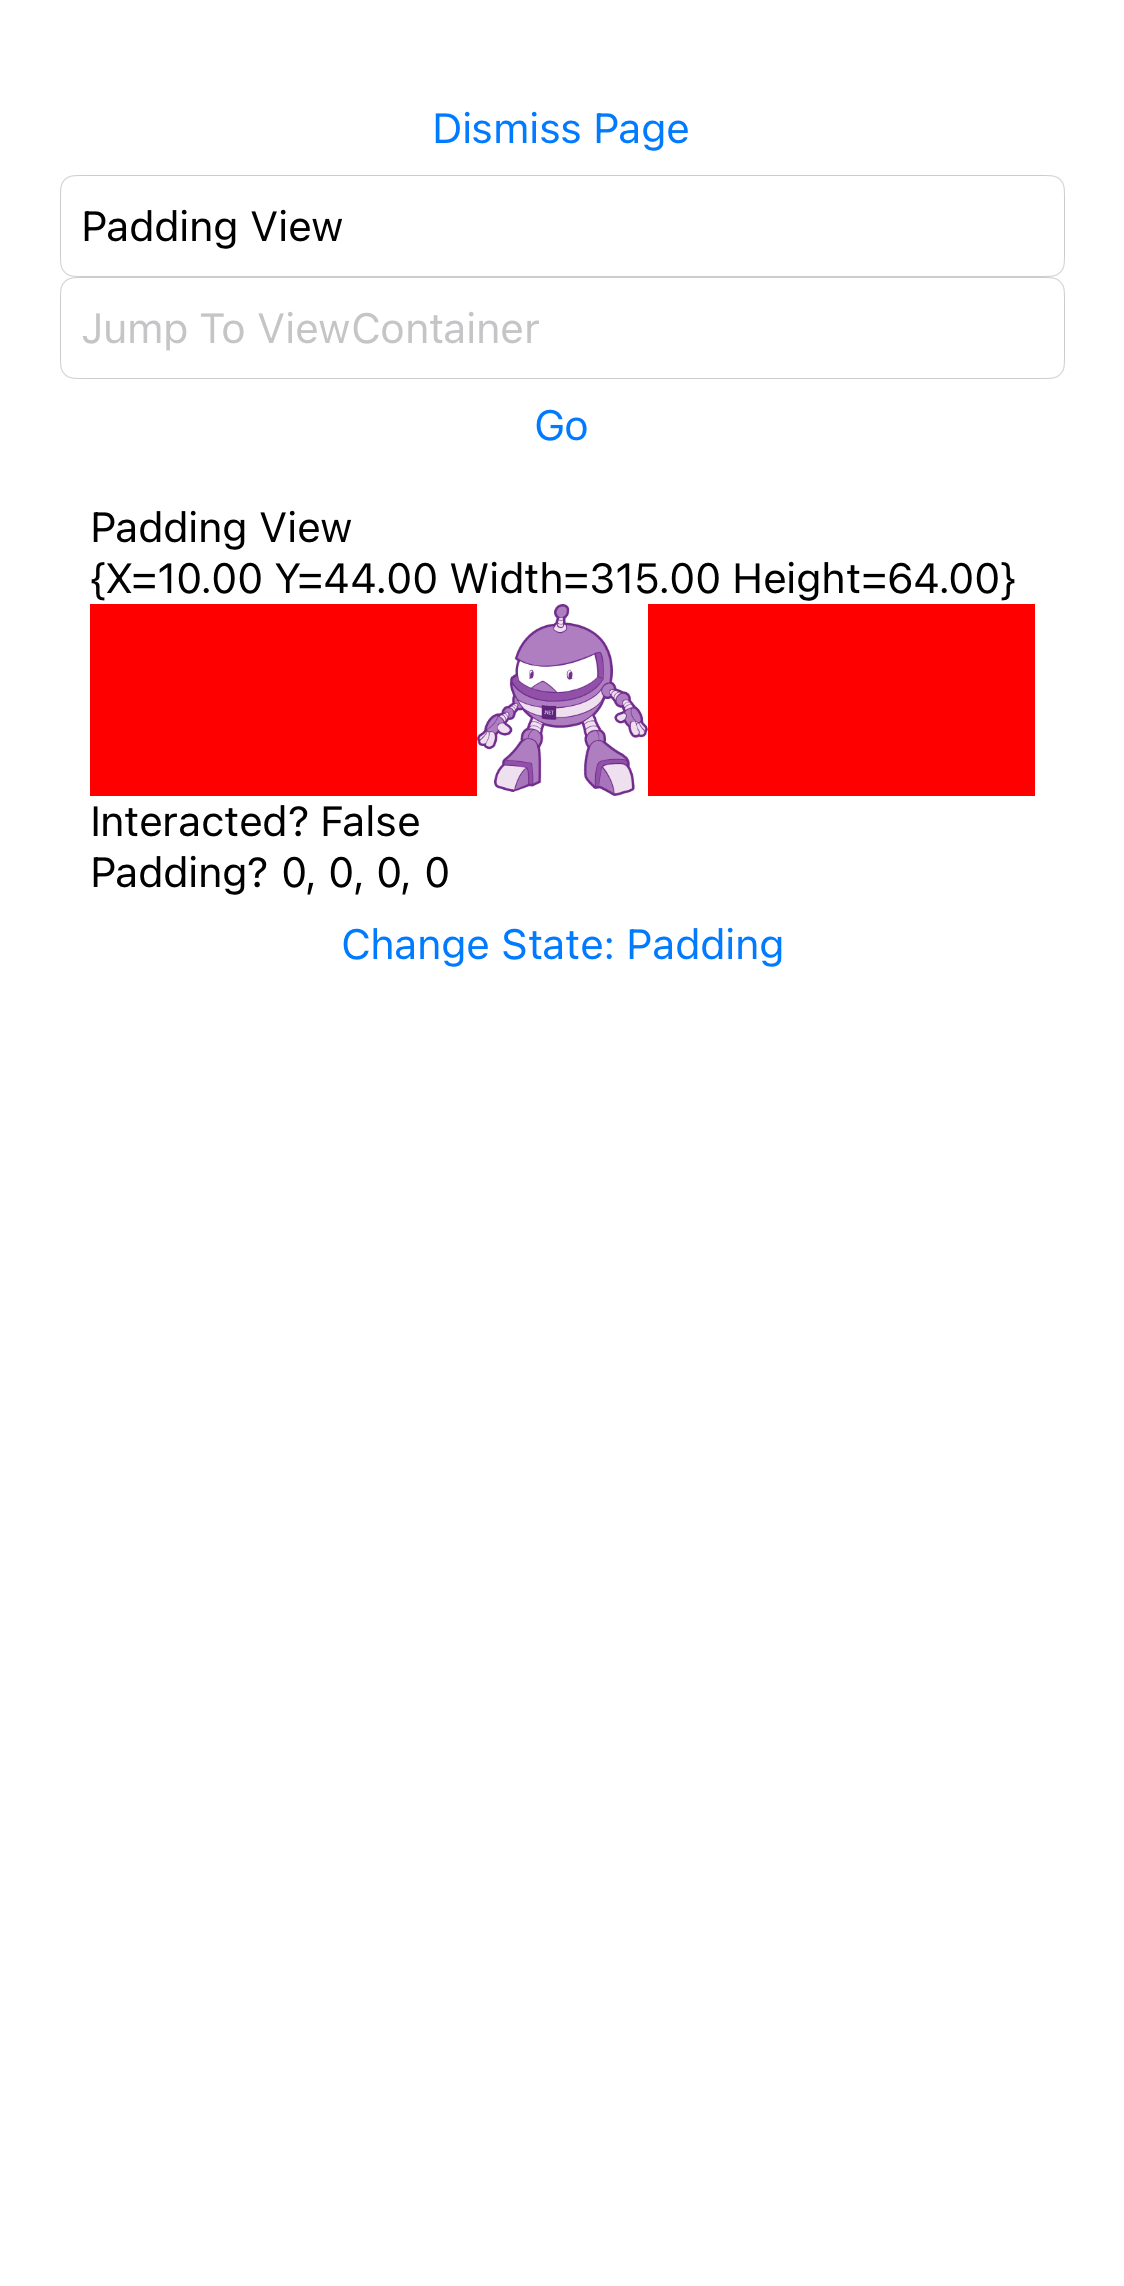 Dismiss Page
Padding View
Jump To ViewContainer
Go
Padding View
{X=10.00 Y=44.00 Width=315.00 Height=64.00}
.NET
Interacted? False
Padding? 0, 0, 0, 0
Change State: Padding